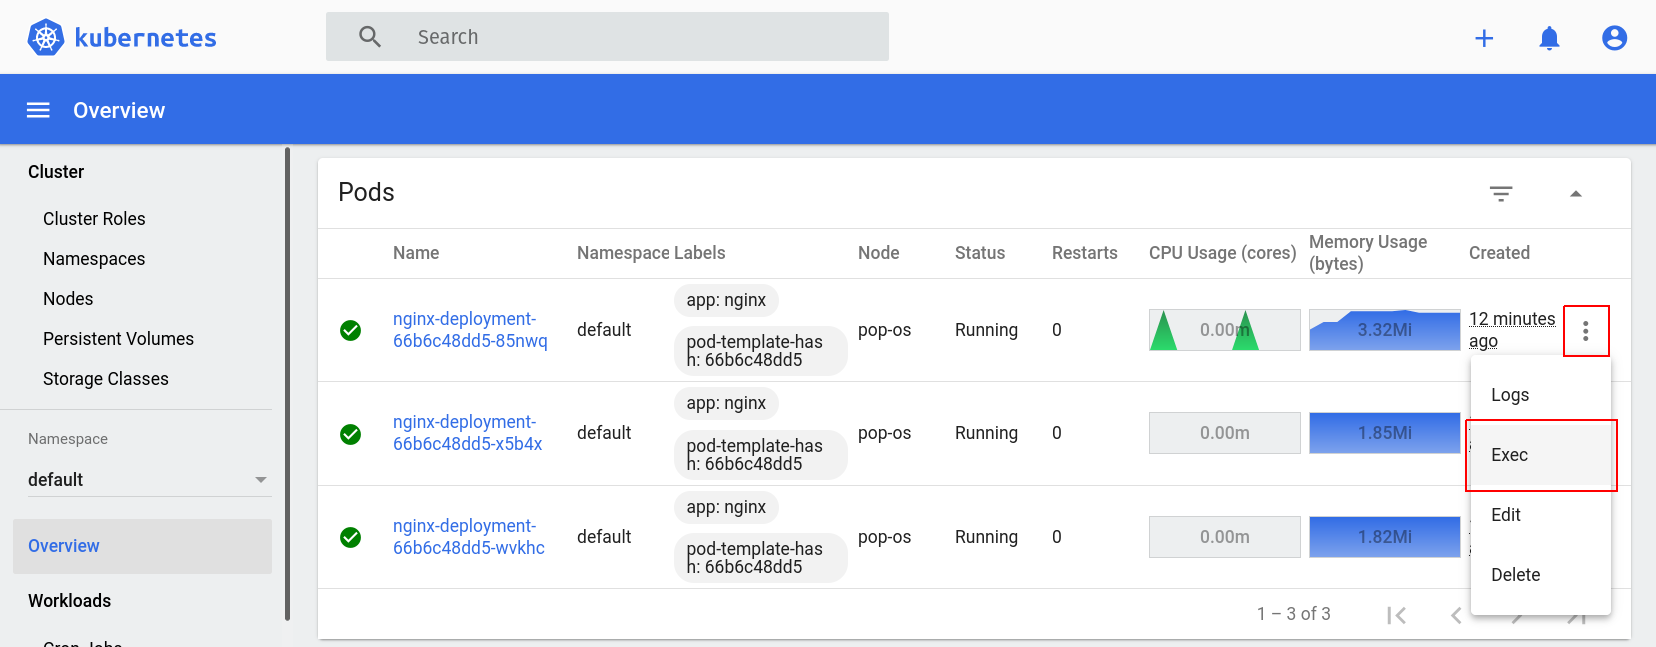 kubernetes
Search
Overview
Cluster
Cluster Roles
Namespaces
Nodes
Persistent Volumes
Storage Classes
Namespace
default
Overview
Workloads
Cron Jobs
Pods
Name Namespace Labels Node Status Restarts CPU Usage (cores) Memory Usage
(bytes) Created
nginx-deployment-
66b6c48dd5-85nwq
default
app: nginx
pod-template-has
h: 66b6c48dd5
pop-os
Running
0
0.00m
3.32Mi
12 minutes
ago
nginx-deployment-
66b6c48dd5-x5b4x
default
app: nginx
pod-template-has
h: 66b6c48dd5
pop-os
Running
0
0.00m
1.85Mi
nginx-deployment-
66b6c48dd5-wvkhc
default
app: nginx
pod-template-has
h: 66b6c48dd5
pop-os
Running
0
0.00m
1.82Mi
Logs
Exec
Edit
Delete
1 – 3 of 3